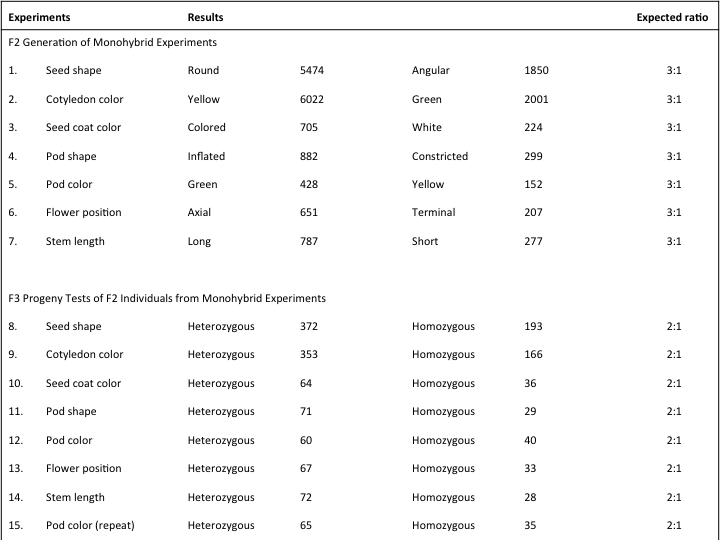 Experiments Results Expected ratio
F2 Generation of Monohybrid Experiments
1. Seed shape Round 5474 Angular 1850 3:1
2. Cotyledon color Yellow 6022 Green 2001 3:1
3. Seed coat color Colored 705 White 224 3:1
4. Pod shape Inflated 882 Constricted 299 3:1
5. Pod color Green 428 Yellow 152 3:1
6. Flower position Axial 651 Terminal 207 3:1
7. Stem length Long 787 Short 277 3:1
F3 Progeny Tests of F2 Individuals from Monohybrid Experiments
8. Seed shape Heterozygous 372 Homozygous 193 2:1
9. Cotyledon color Heterozygous 353 Homozygous 166 2:1
10. Seed coat color Heterozygous 64 Homozygous 36 2:1
11. Pod shape Heterozygous 71 Homozygous 29 2:1
12. Pod color Heterozygous 60 Homozygous 40 2:1
13. Flower position Heterozygous 67 Homozygous 33 2:1
14. Stem length Heterozygous 72 Homozygous 28 2:1
15. Pod color (repeat) Heterozygous 65 Homozygous 35 2:1